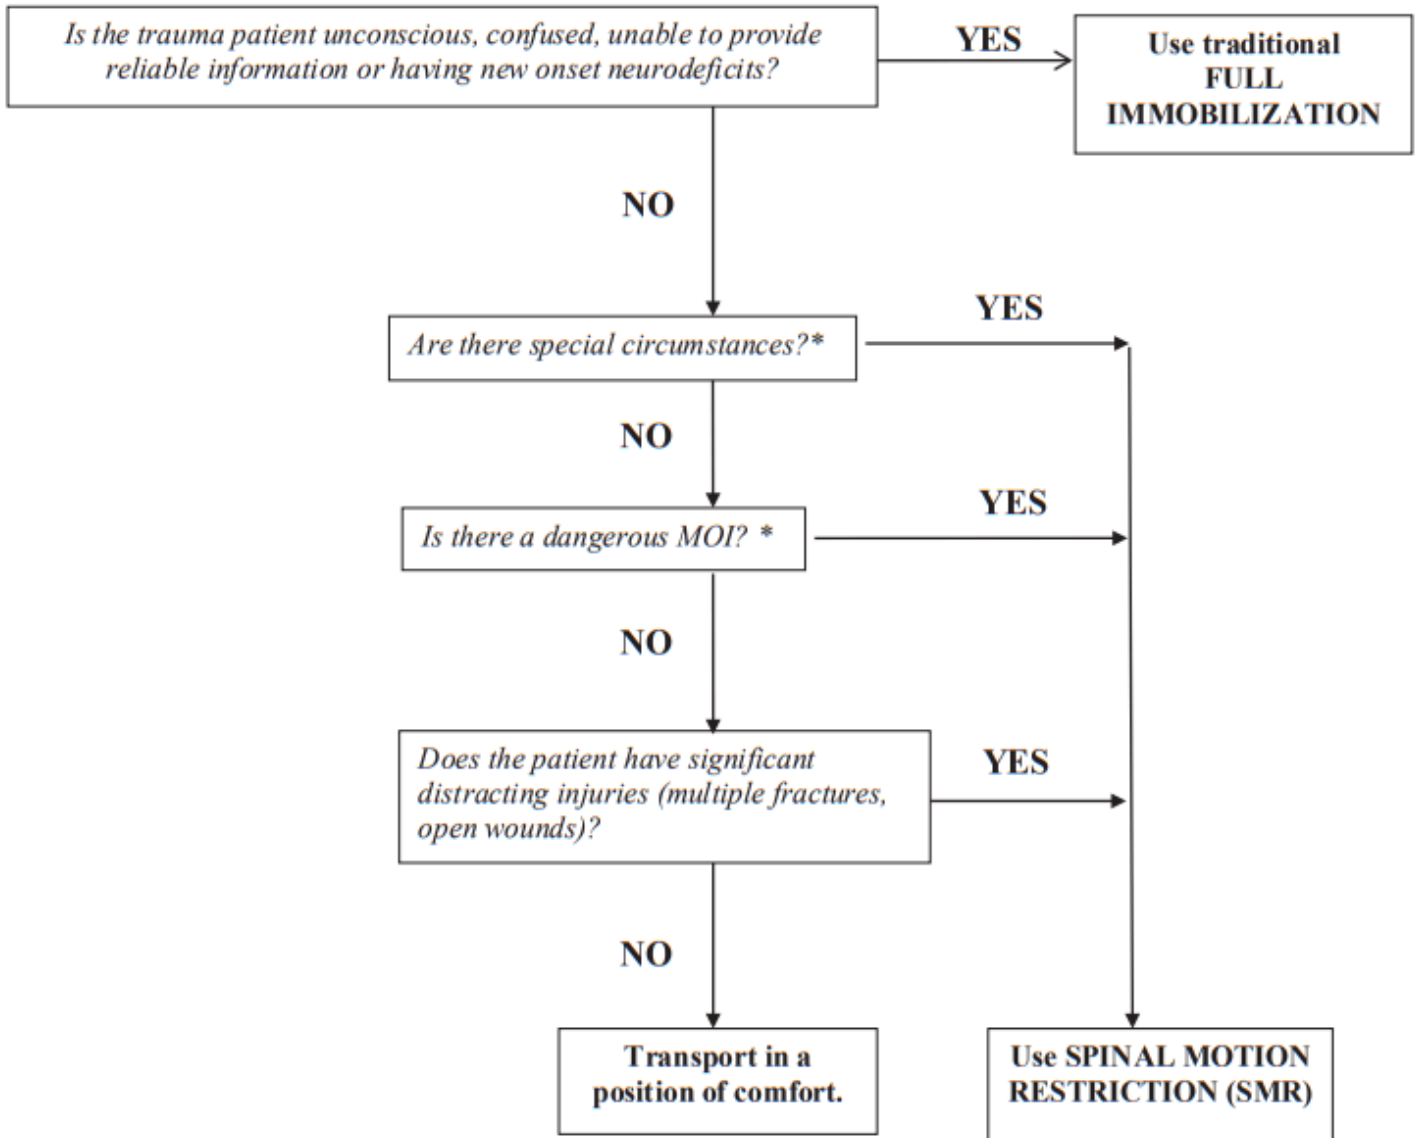 Is the trauma patient unconscious, confused, unable to provide
reliable information or having new onset neurodeficits?
YES
Use traditional
FULL
IMMOBILIZATION
NO
Are there special circumstances?*
YES
NO
Is there a dangerous MOI? *
YES
NO
Does the patient have significant
distracting injuries (multiple fractures,
open wounds)?
YES
NO
Transport in a
position of comfort.
Use SPINAL MOTION
RESTRICTION (SMR)